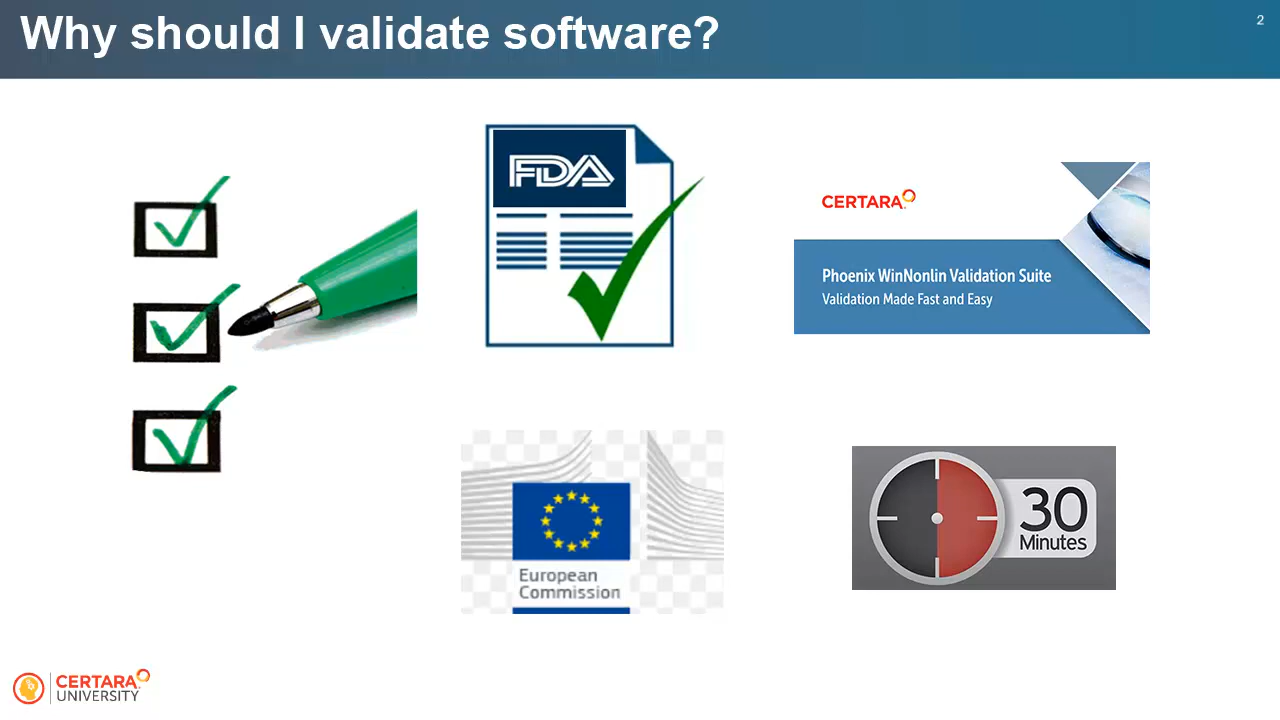 Why should I validate software?
2
FDA
CERTARA
Phoenix WinNonlin Validation Suite
Validation Made Fast and Easy
European
Commission
30
Minutes
CERTARA
UNIVERSITY